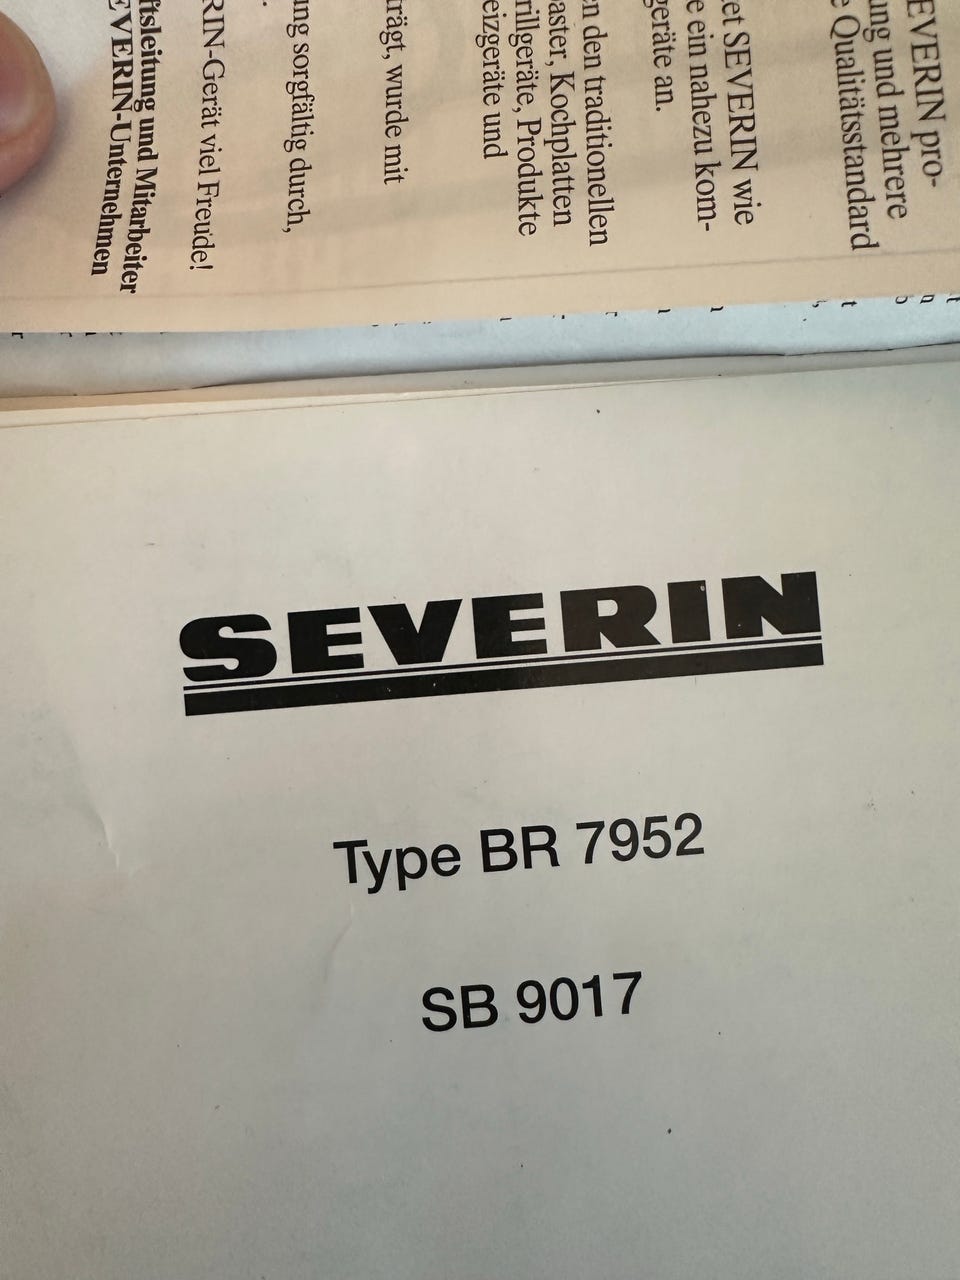 EVERIN pro-
ung und mehrere
e Qualitätsstandard
et SEVERIN wie
e ein nahezu kom-
geräte an.
en den traditionellen
aster, Kochplatten
rillgeräte, Produkte
eizgeräte und
rägt, wurde mit
ung sorgfältig durch,
RIN-Gerät viel Freude!
ftsleitung und Mitarbeiter
EVERIN-Unternehmen
SEVERIN
Type BR 7952
SB 9017